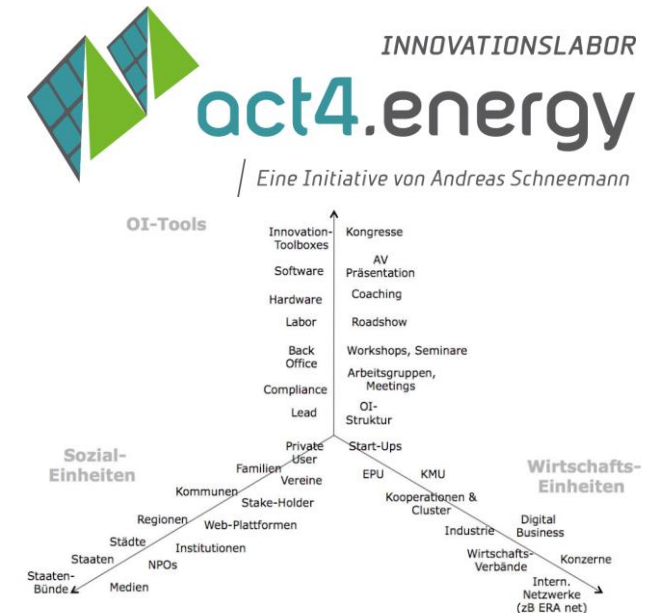 INNOVATIONSLABOR
act4.energy
Eine Initiative von Andreas Schneemann
OI-Tools
Innovation-
Toolboxes
Kongresse
Software
AV
Präsentation
Hardware
Coaching
Labor
Roadshow
Back
Office
Workshops, Seminare
Compliance
Arbeitsgruppen,
Meetings
Lead
OI-
Struktur
Sozial-
Einheiten
Private
User
Familien
Vereine
Kommunen
Stake-Holder
Regionen
Web-Plattformen
Städte
Institutionen
Staaten
NPOs
Staaten-
Bünde
Medien
Wirtschafts-
Einheiten
Start-Ups
EPU
KMU
Kooperationen &
Cluster
Industrie
Digital
Business
Wirtschafts-
Verbände
Konzerne
Intern.
Netzwerke
(zB ERA net)